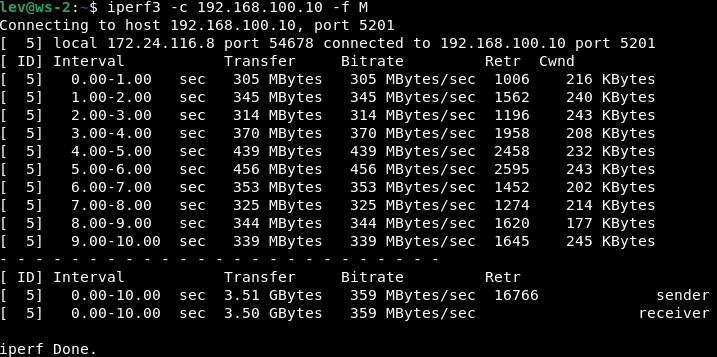 lev@ws-2:~$ iperf3 -c 192.168.100.10 -f M
Connecting to host 192.168.100.10, port 5201
[  5] local 172.24.116.8 port 54678 connected to 192.168.100.10 port 5201
[ ID] Interval           Transfer     Bitrate         Retr  Cwnd
[  5]   0.00-1.00   sec   305 MBytes   305 MBytes/sec  1006    216 KBytes
[  5]   1.00-2.00   sec   345 MBytes   345 MBytes/sec  1562    240 KBytes
[  5]   2.00-3.00   sec   314 MBytes   314 MBytes/sec  1196    243 KBytes
[  5]   3.00-4.00   sec   370 MBytes   370 MBytes/sec  1958    208 KBytes
[  5]   4.00-5.00   sec   439 MBytes   439 MBytes/sec  2458    232 KBytes
[  5]   5.00-6.00   sec   456 MBytes   456 MBytes/sec  2595    243 KBytes
[  5]   6.00-7.00   sec   353 MBytes   353 MBytes/sec  1452    202 KBytes
[  5]   7.00-8.00   sec   325 MBytes   325 MBytes/sec  1274    214 KBytes
[  5]   8.00-9.00   sec   344 MBytes   344 MBytes/sec  1620    177 KBytes
[  5]   9.00-10.00  sec   339 MBytes   339 MBytes/sec  1645    245 KBytes
- - - - - - - - - - - - - - - - - - - - - - - - -
[ ID] Interval           Transfer     Bitrate         Retr
[  5]   0.00-10.00  sec  3.51 GBytes   359 MBytes/sec  16766             sender
[  5]   0.00-10.00  sec  3.50 GBytes   359 MBytes/sec                  receiver

iperf Done.